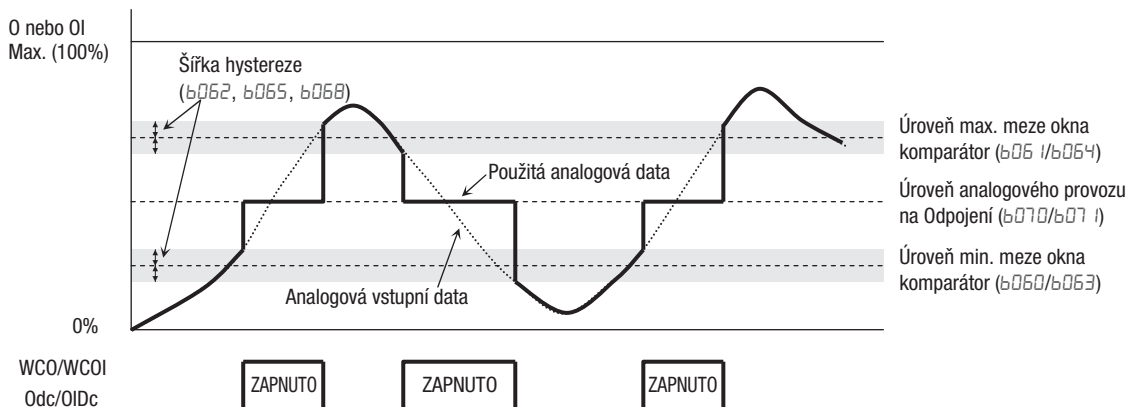 O nebo OI
Max. (100%)
Šířka hystereze
(b062, b065, b068)
Úroveň max. meze okna
komparátor (b061/b064)
Použitá analogová data
Úroveň analogového provozu
na Odpojení (b070/b071)
Úroveň min. meze okna
komparátor (b060/b063)
Analogová vstupní data
0%
WCO/WCOI
Odc/OIDc
ZAPNUTO
ZAPNUTO
ZAPNUTO